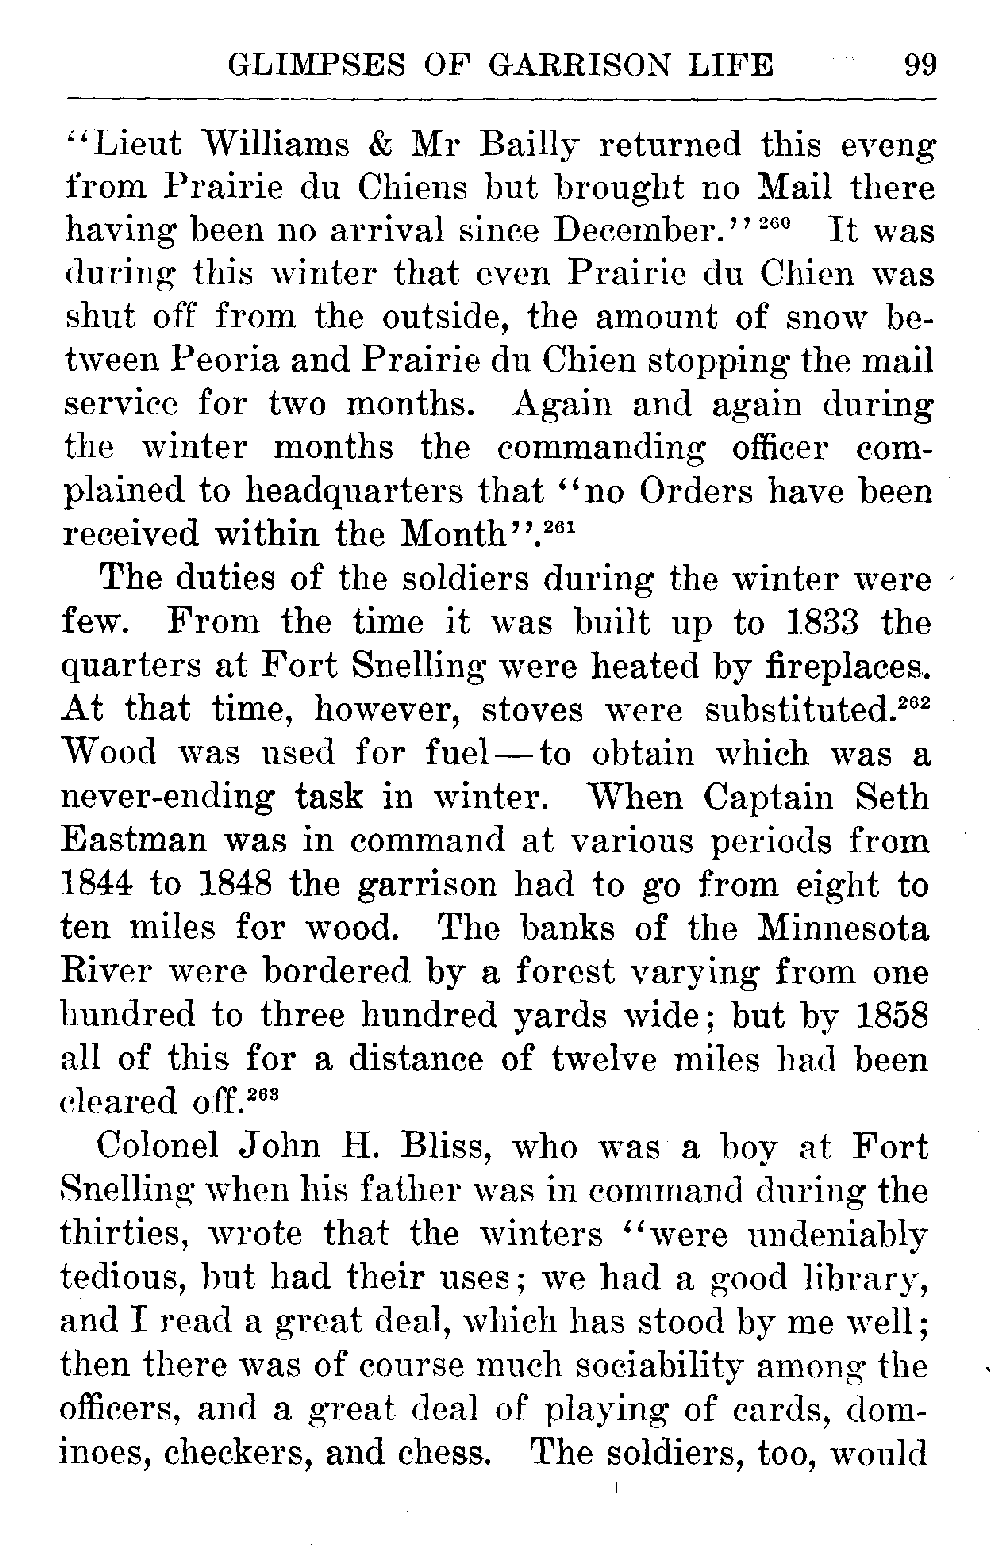 GLIMPSES OF GARRISON LIFE 99
“Lieut Williams & Mr Bailly returned this eveng
from Prairie du Chiens but brought no Mail there
having been no arrival since December.”²⁶⁰ It was
during this winter that even Prairie du Chien was
shut off from the outside, the amount of snow be-
tween Peoria and Prairie du Chien stopping the mail
service for two months. Again and again during
the winter months the commanding officer com-
plained to headquarters that “no Orders have been
received within the Month”.²⁶¹
The duties of the soldiers during the winter were
few. From the time it was built up to 1833 the
quarters at Fort Snelling were heated by fireplaces.
At that time, however, stoves were substituted.²⁶²
Wood was used for fuel—to obtain which was a
never-ending task in winter. When Captain Seth
Eastman was in command at various periods from
1844 to 1848 the garrison had to go from eight to
ten miles for wood. The banks of the Minnesota
River were bordered by a forest varying from one
hundred to three hundred yards wide; but by 1858
all of this for a distance of twelve miles had been
cleared off.²⁶³
Colonel John H. Bliss, who was a boy at Fort
Snelling when his father was in command during the
thirties, wrote that the winters “were undeniably
tedious, but had their uses; we had a good library,
and I read a great deal, which has stood by me well;
then there was of course much sociability among the
officers, and a great deal of playing of cards, dom-
inoes, checkers, and chess. The soldiers, too, would